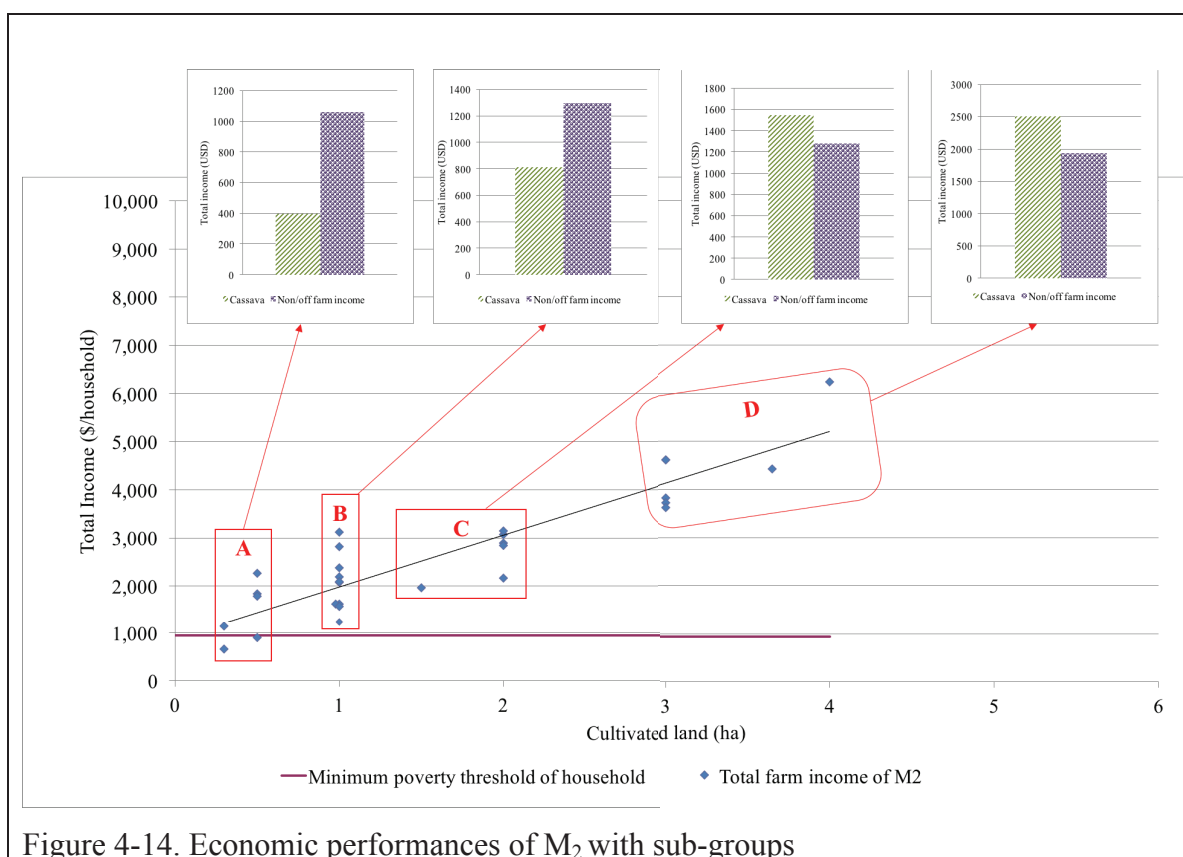 1200
1000
800
600
400
200
0
Total income (USD)
Cassava Non/off farm income
1400
1200
1000
800
600
400
200
0
Total income (USD)
Cassava Non/off farm income
1800
1600
1400
1200
1000
800
600
400
200
0
Total income (USD)
Cassava Non/off farm income
3000
2500
2000
1500
1000
500
0
Total income (USD)
Cassava Non/off farm income
10,000
9,000
8,000
7,000
6,000
5,000
4,000
3,000
2,000
1,000
0
Total Income ($/household)
A
B
C
D
0 1 2 3 4 5 6
Cultivated land (ha)
Minimum poverty threshold of household Total farm income of M2
Figure 4-14. Economic performances of M₂ with sub-groups